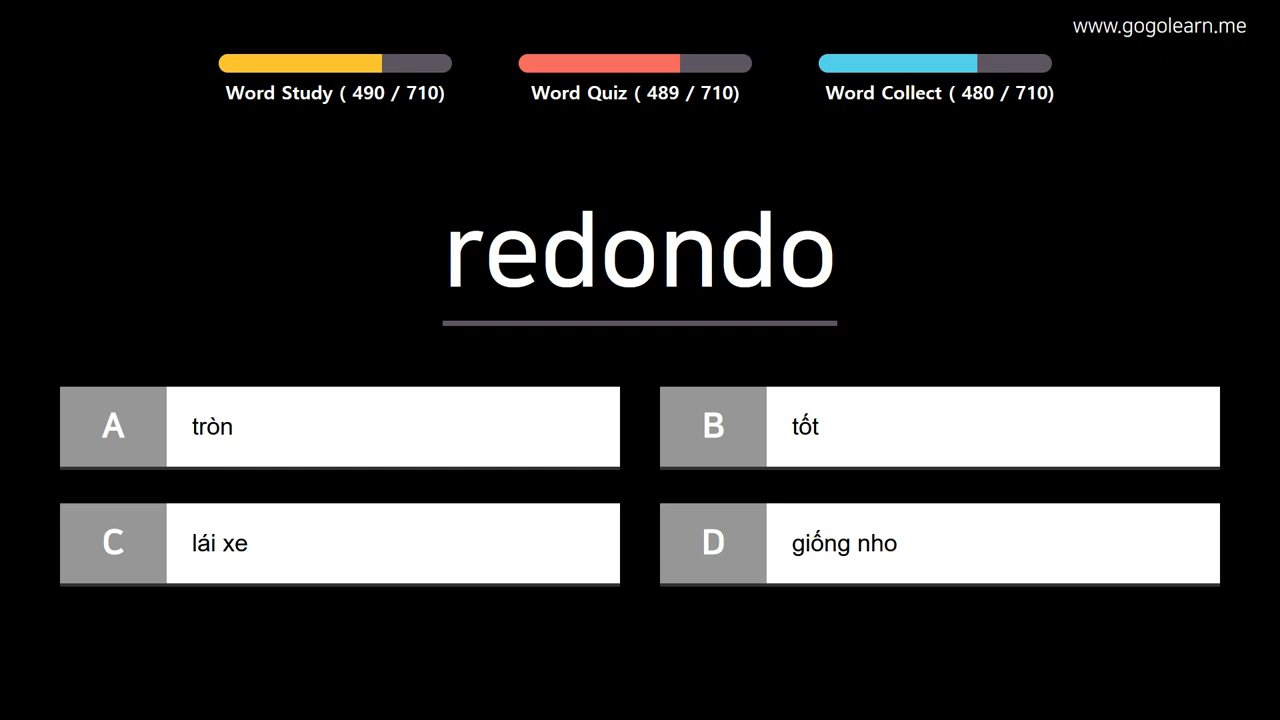 www.gogolearn.me
Word Study ( 490 / 710)
Word Quiz ( 489 / 710)
Word Collect ( 480 / 710)
redondo
A tròn
B tốt
C lái xe
D giống nho